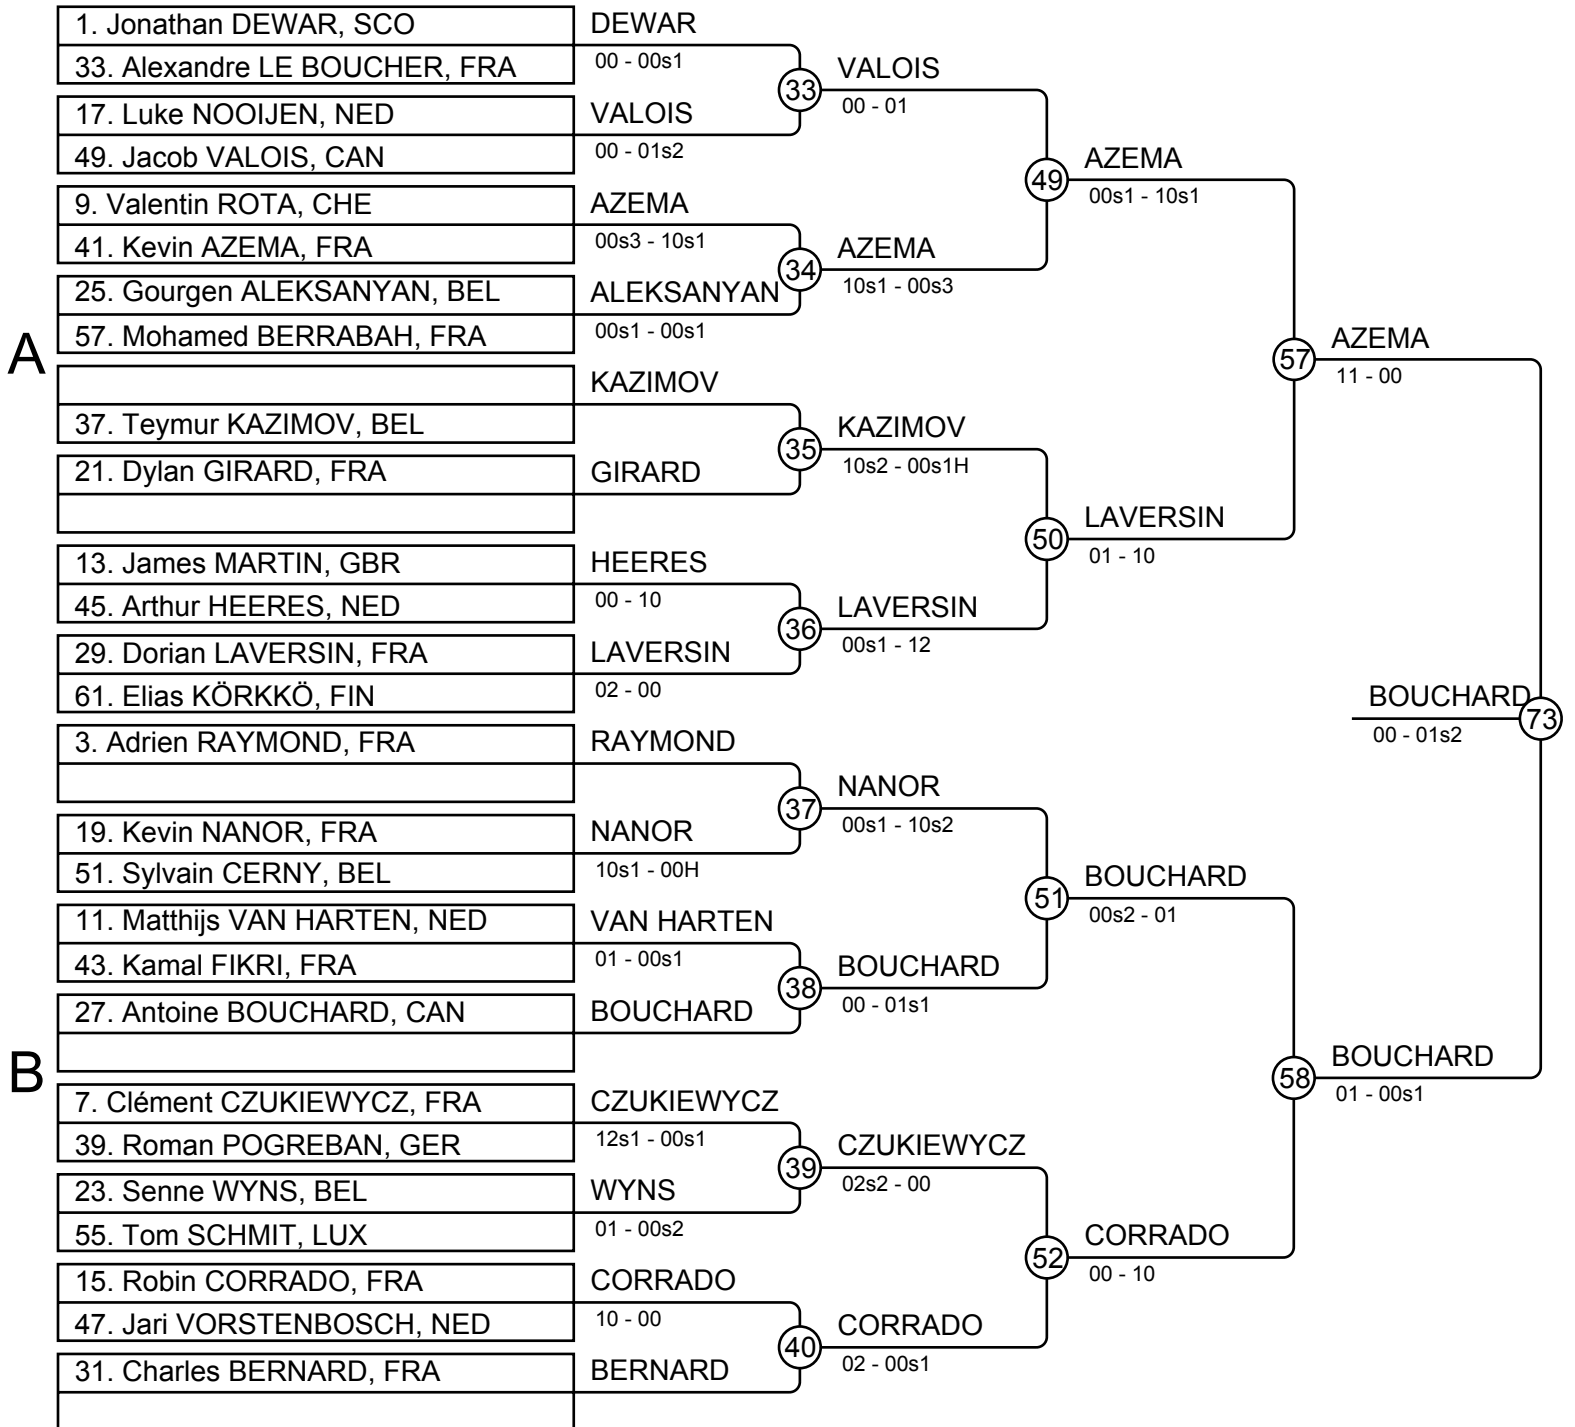 1. Jonathan DEWAR, SCO
33. Alexandre LE BOUCHER, FRA
17. Luke NOOIJEN, NED
49. Jacob VALOIS, CAN
9. Valentin ROTA, CHE
41. Kevin AZEMA, FRA
25. Gourgen ALEKSANYAN, BEL
57. Mohamed BERRABAH, FRA
A
37. Teymur KAZIMOV, BEL
21. Dylan GIRARD, FRA
13. James MARTIN, GBR
45. Arthur HEERES, NED
29. Dorian LAVERSIN, FRA
61. Elias KÖRKKÖ, FIN
3. Adrien RAYMOND, FRA
19. Kevin NANOR, FRA
51. Sylvain CERNY, BEL
11. Matthijs VAN HARTEN, NED
43. Kamal FIKRI, FRA
27. Antoine BOUCHARD, CAN
B
7. Clément CZUKIEWYCZ, FRA
39. Roman POGREBAN, GER
23. Senne WYNS, BEL
55. Tom SCHMIT, LUX
15. Robin CORRADO, FRA
47. Jari VORSTENBOSCH, NED
31. Charles BERNARD, FRA
DEWAR
00 - 00s1
VALOIS
00 - 01s2
AZEMA
00s3 - 10s1
ALEKSANYAN
00s1 - 00s1
KAZIMOV
GIRARD
HEERES
00 - 10
LAVERSIN
02 - 00
RAYMOND
NANOR
10s1 - 00H
VAN HARTEN
01 - 00s1
BOUCHARD
CZUKIEWYCZ
12s1 - 00s1
WYNS
01 - 00s2
CORRADO
10 - 00
BERNARD
33
34
35
36
37
38
39
40
VALOIS
00 - 01
AZEMA
10s1 - 00s3
KAZIMOV
10s2 - 00s1H
LAVERSIN
00s1 - 12
NANOR
00s1 - 10s2
BOUCHARD
00 - 01s1
CZUKIEWYCZ
02s2 - 00
CORRADO
02 - 00s1
49
50
51
52
AZEMA
00s1 - 10s1
LAVERSIN
01 - 10
BOUCHARD
00s2 - 01
CORRADO
00 - 10
57
58
AZEMA
11 - 00
BOUCHARD
01 - 00s1
73
BOUCHARD
00 - 01s2